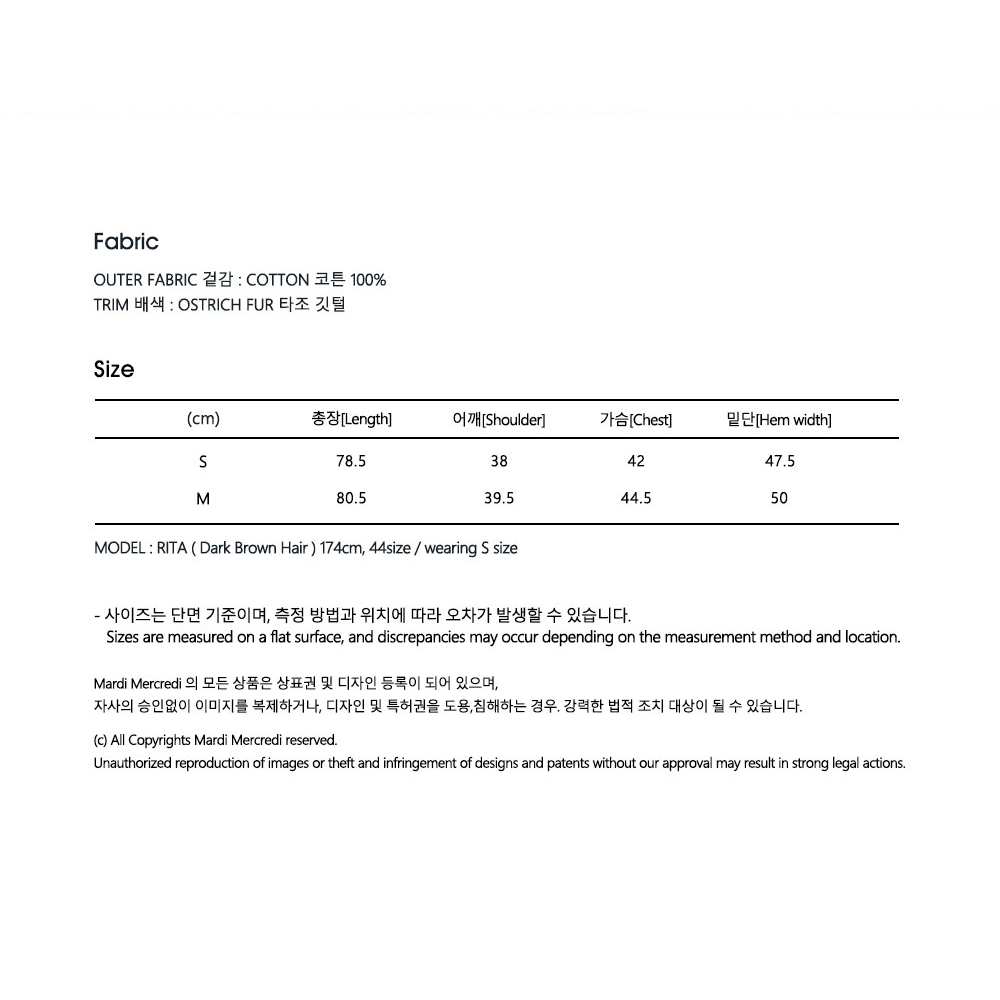 Fabric
OUTER FABRIC 겉감 : COTTON 코튼 100%
TRIM 배색 : OSTRICH FUR 타조 깃털
Size
(cm) 총장[Length] 어깨[Shoulder] 가슴[Chest] 밑단[Hem width]
S 78.5 38 42 47.5
M 80.5 39.5 44.5 50
MODEL : RITA ( Dark Brown Hair ) 174cm, 44size / wearing S size
- 사이즈는 단면 기준이며, 측정 방법과 위치에 따라 오차가 발생할 수 있습니다.
Sizes are measured on a flat surface, and discrepancies may occur depending on the measurement method and location.
Mardi Mercredi 의 모든 상품은 상표권 및 디자인 등록이 되어 있으며,
자사의 승인없이 이미지를 복제하거나, 디자인 및 특허권을 도용,침해하는 경우. 강력한 법적 조치 대상이 될 수 있습니다.
(c) All Copyrights Mardi Mercredi reserved.
Unauthorized reproduction of images or theft and infringement of designs and patents without our approval may result in strong legal actions.